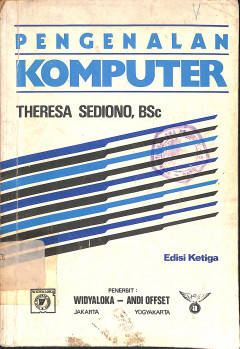 PENGENALAN
KOMPUTER
THERESA SEDIONO, BSc
Edisi Ketiga
PENERBIT :
WIDYALOKA – ANDI OFFSET
JAKARTA YOGYAKARTA
a